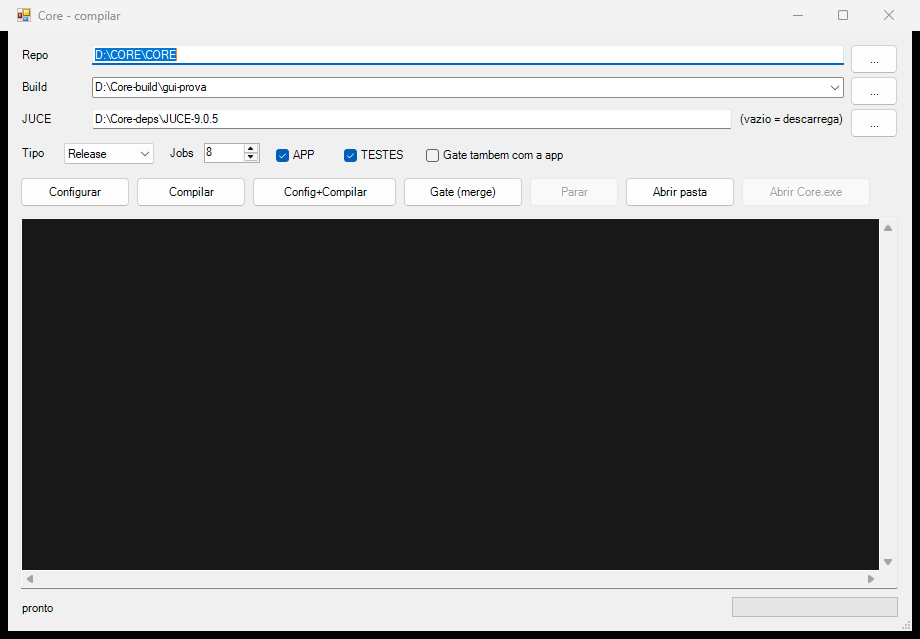 Core - compilar
Repo D:\CORE\CORE ...
Build D:\Core-build\gui-prova ...
JUCE D:\Core-deps\JUCE-9.0.5 (vazio = descarrega) ...
Tipo Release Jobs 8 APP TESTES Gate tambem com a app
Configurar Compilar Config+Compilar Gate (merge) Parar Abrir pasta Abrir Core.exe
pronto